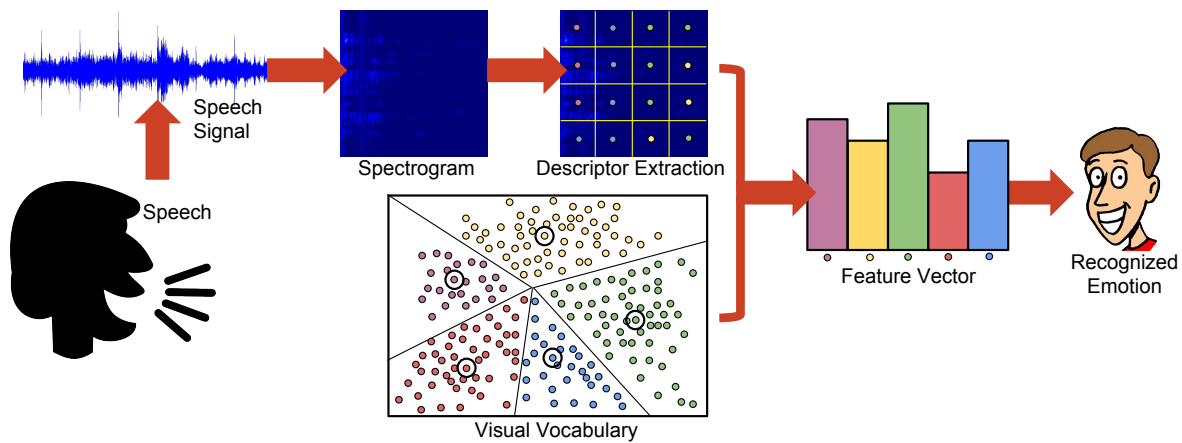 Speech
Signal
Speech
Spectrogram
Descriptor Extraction
Visual Vocabulary
Feature Vector
Recognized
Emotion